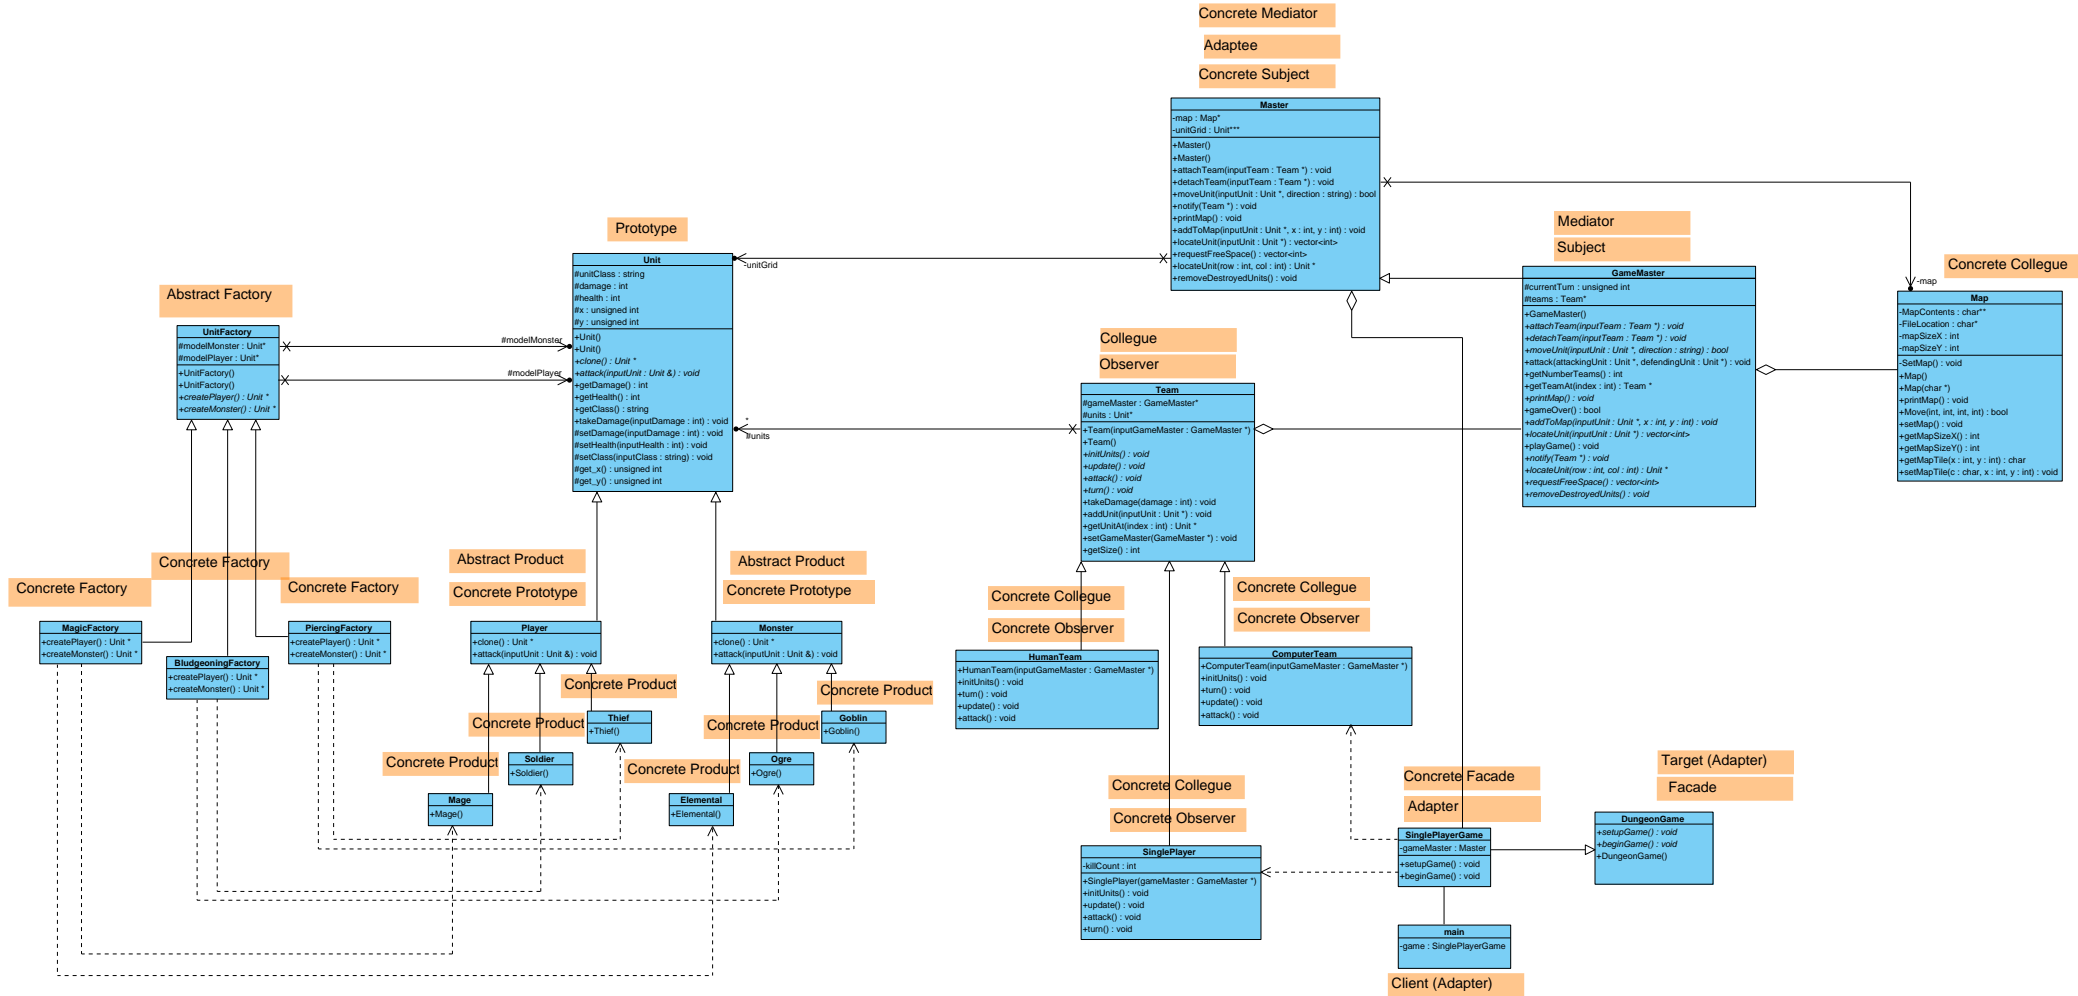 Concrete Mediator
Adaptee
Concrete Subject
Master
-map : Map*
-unitGrid : Unit***
+Master()
+Master()
+attachTeam(inputTeam : Team *) : void
+detachTeam(inputTeam : Team *) : void
+moveUnit(inputUnit : Unit *, direction : string) : bool
+notify(Team *) : void
+printMap() : void
+addToMap(inputUnit : Unit *, x : int, y : int) : void
+locateUnit(inputUnit : Unit *) : vector<int>
+requestFreeSpace() : vector<int>
+locateUnit(row : int, col : int) : Unit *
+removeDestroyedUnits() : void
Mediator
Subject
GameMaster
#currentTurn : unsigned int
#teams : Team*
+GameMaster()
+attachTeam(inputTeam : Team *) : void
+detachTeam(inputTeam : Team *) : void
+moveUnit(inputUnit : Unit *, direction : string) : bool
+attack(attackingUnit : Unit *, defendingUnit : Unit *) : void
+getNumberTeams() : int
+getTeamAt(index : int) : Team *
+printMap() : void
+gameOver() : bool
+addToMap(inputUnit : Unit *, x : int, y : int) : void
+locateUnit(inputUnit : Unit *) : vector<int>
+playGame() : void
+notify(Team *) : void
+locateUnit(row : int, col : int) : Unit *
+requestFreeSpace() : vector<int>
+removeDestroyedUnits() : void
Concrete Collegue
-map
Map
-MapContents : char**
-FileLocation : char*
-mapSizeX : int
-mapSizeY : int
-SetMap() : void
+Map()
+Map(char *)
+printMap() : void
+Move(int, int, int, int) : bool
+setMap() : void
+getMapSizeX() : int
+getMapSizeY() : int
+getMapTile(x : int, y : int) : char
+setMapTile(c : char, x : int, y : int) : void
Prototype
-unitGrid
Unit
#unitClass : string
#damage : int
#health : int
#x : unsigned int
#y : unsigned int
+Unit()
+Unit()
+clone() : Unit *
+attack(inputUnit : Unit &) : void
+getDamage() : int
+getHealth() : int
+getClass() : string
+takeDamage(inputDamage : int) : void
#setDamage(inputDamage : int) : void
#setHealth(inputHealth : int) : void
#setClass(inputClass : string) : void
#get_x() : unsigned int
#get_y() : unsigned int
*
#units
Abstract Factory
UnitFactory
#modelMonster : Unit*
#modelPlayer : Unit*
+UnitFactory()
+UnitFactory()
+createPlayer() : Unit *
+createMonster() : Unit *
#modelMonster
#modelPlayer
Collegue
Observer
Team
#gameMaster : GameMaster*
#units : Unit*
+Team(inputGameMaster : GameMaster *)
+Team()
+initUnits() : void
+update() : void
+attack() : void
+turn() : void
+takeDamage(damage : int) : void
+addUnit(inputUnit : Unit *) : void
+getUnitAt(index : int) : Unit *
+setGameMaster(GameMaster *) : void
+getSize() : int
Concrete Factory
Concrete Factory
Concrete Factory
MagicFactory
+createPlayer() : Unit *
+createMonster() : Unit *
BludgeoningFactory
+createPlayer() : Unit *
+createMonster() : Unit *
PiercingFactory
+createPlayer() : Unit *
+createMonster() : Unit *
Abstract Product
Concrete Prototype
Player
+clone() : Unit *
+attack(inputUnit : Unit &) : void
Abstract Product
Concrete Prototype
Monster
+clone() : Unit *
+attack(inputUnit : Unit &) : void
Concrete Product
Thief
+Thief()
Concrete Product
Soldier
+Soldier()
Concrete Product
Mage
+Mage()
Concrete Product
Goblin
+Goblin()
Concrete Product
Ogre
+Ogre()
Concrete Product
Elemental
+Elemental()
Concrete Collegue
Concrete Observer
HumanTeam
+HumanTeam(inputGameMaster : GameMaster *)
+initUnits() : void
+turn() : void
+update() : void
+attack() : void
Concrete Collegue
Concrete Observer
ComputerTeam
+ComputerTeam(inputGameMaster : GameMaster *)
+initUnits() : void
+turn() : void
+update() : void
+attack() : void
Concrete Collegue
Concrete Observer
SinglePlayer
-killCount : int
+SinglePlayer(gameMaster : GameMaster *)
+initUnits() : void
+update() : void
+attack() : void
+turn() : void
Concrete Facade
Adapter
SinglePlayerGame
-gameMaster : Master
+setupGame() : void
+beginGame() : void
Target (Adapter)
Facade
DungeonGame
+setupGame() : void
+beginGame() : void
+DungeonGame()
main
-game : SinglePlayerGame
Client (Adapter)